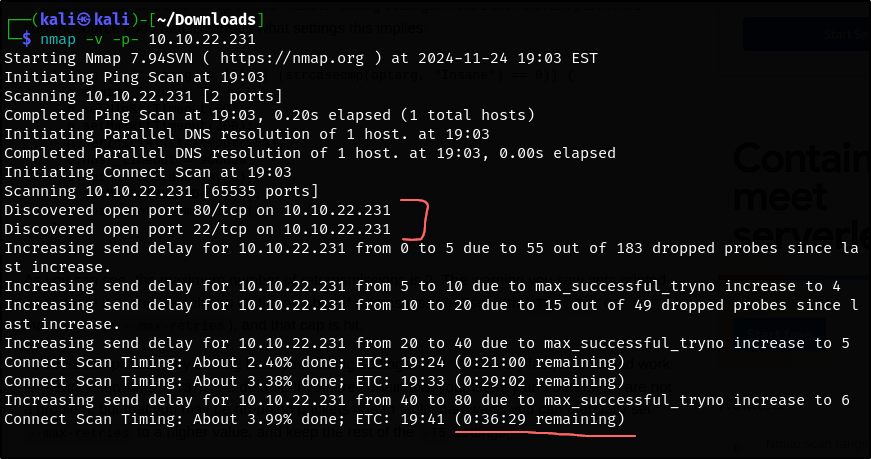 ┌──(kali㉿kali)-[~/Downloads]
└─$ nmap -v -p- 10.10.22.231
Starting Nmap 7.94SVN ( https://nmap.org ) at 2024-11-24 19:03 EST
Initiating Ping Scan at 19:03
Scanning 10.10.22.231 [2 ports]
Completed Ping Scan at 19:03, 0.20s elapsed (1 total hosts)
Initiating Parallel DNS resolution of 1 host. at 19:03
Completed Parallel DNS resolution of 1 host. at 19:03, 0.00s elapsed
Initiating Connect Scan at 19:03
Scanning 10.10.22.231 [65535 ports]
Discovered open port 80/tcp on 10.10.22.231
Discovered open port 22/tcp on 10.10.22.231
Increasing send delay for 10.10.22.231 from 0 to 5 due to 55 out of 183 dropped probes since la
st increase.
Increasing send delay for 10.10.22.231 from 5 to 10 due to max_successful_tryno increase to 4
Increasing send delay for 10.10.22.231 from 10 to 20 due to 15 out of 49 dropped probes since l
ast increase.
Increasing send delay for 10.10.22.231 from 20 to 40 due to max_successful_tryno increase to 5
Connect Scan Timing: About 2.40% done; ETC: 19:24 (0:21:00 remaining)
Connect Scan Timing: About 3.38% done; ETC: 19:33 (0:29:02 remaining)
Increasing send delay for 10.10.22.231 from 40 to 80 due to max_successful_tryno increase to 6
Connect Scan Timing: About 3.99% done; ETC: 19:41 (0:36:29 remaining)
Contain
meet
serverle